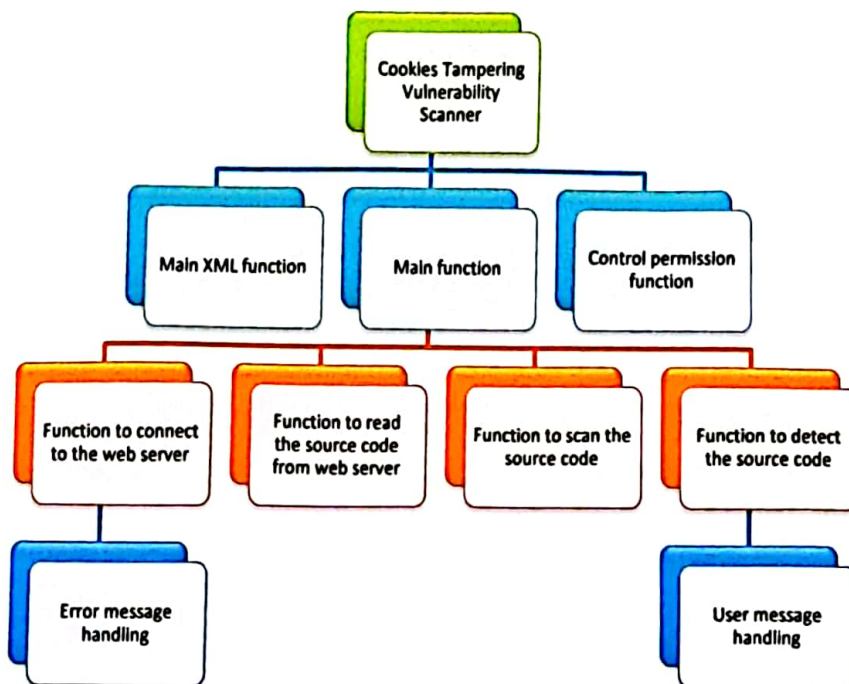 Cookies Tampering
Vulnerability
Scanner
Main XML function
Main function
Control permission
function
Function to connect
to the web server
Function to read
the source code
from web server
Function to scan the
source code
Function to detect
the source code
Error message
handling
User message
handling